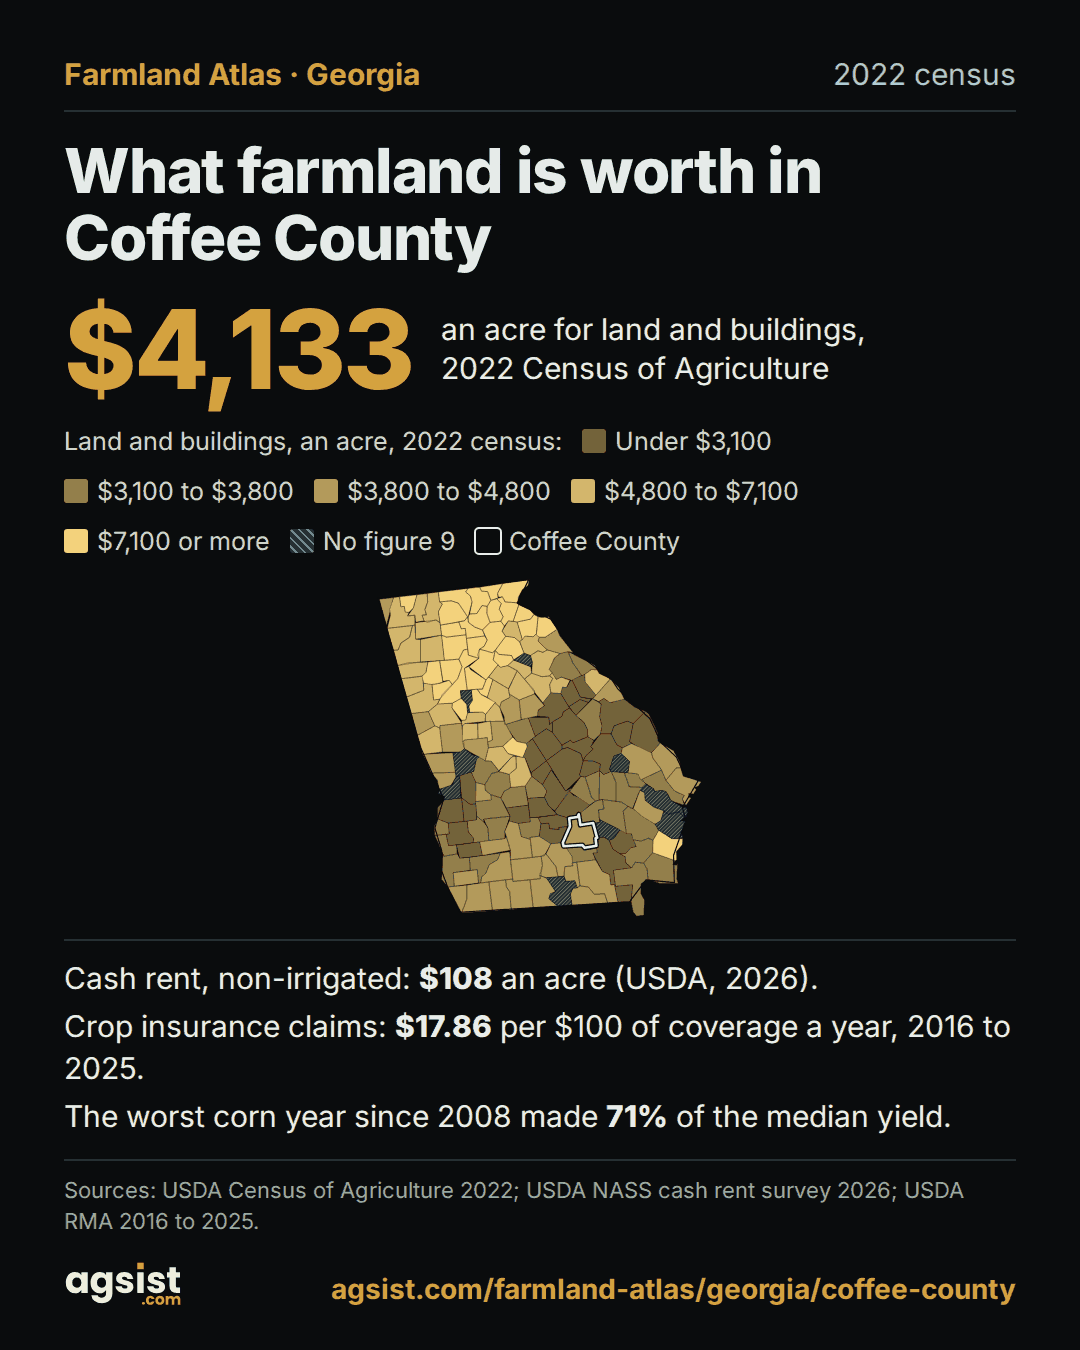 Farmland Atlas · Georgia
2022 census
What farmland is worth in
Coffee County
$4,133
an acre for land and buildings,
2022 Census of Agriculture
Land and buildings, an acre, 2022 census: Under $3,100
$3,100 to $3,800 $3,800 to $4,800 $4,800 to $7,100
$7,100 or more No figure 9 Coffee County
Cash rent, non-irrigated: $108 an acre (USDA, 2026).
Crop insurance claims: $17.86 per $100 of coverage a year, 2016 to
2025.
The worst corn year since 2008 made 71% of the median yield.
Sources: USDA Census of Agriculture 2022; USDA NASS cash rent survey 2026; USDA
RMA 2016 to 2025.
agsist
.com
agsist.com/farmland-atlas/georgia/coffee-county